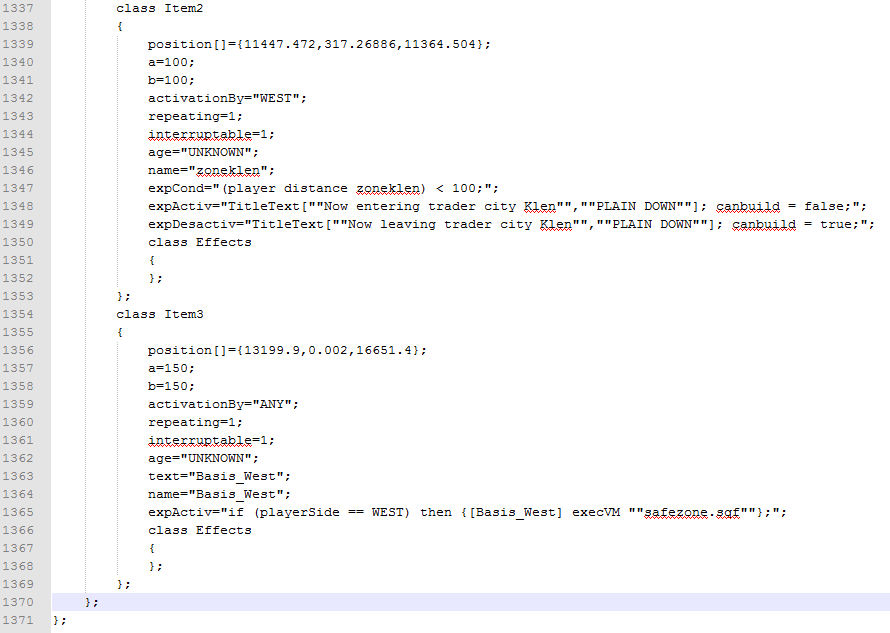 1337 class Item2
1338 {
1339 position[]={11447.472,317.26886,11364.504};
1340 a=100;
1341 b=100;
1342 activationBy="WEST";
1343 repeating=1;
1344 interruptable=1;
1345 age="UNKNOWN";
1346 name="zoneklen";
1347 expCond="(player distance zoneklen) < 100;";
1348 expActiv="TitleText[""Now entering trader city Klen"",""PLAIN DOWN""]; canbuild = false;";
1349 expDesactiv="TitleText[""Now leaving trader city Klen"",""PLAIN DOWN""]; canbuild = true;";
1350 class Effects
1351 {
1352 };
1353 };
1354 class Item3
1355 {
1356 position[]={13199.9,0.002,16651.4};
1357 a=150;
1358 b=150;
1359 activationBy="ANY";
1360 repeating=1;
1361 interruptable=1;
1362 age="UNKNOWN";
1363 text="Basis_West";
1364 name="Basis_West";
1365 expActiv="if (playerSide == WEST) then {[Basis_West] execVM ""safezone.sqf""};";
1366 class Effects
1367 {
1368 };
1369 };
1370 };
1371 };